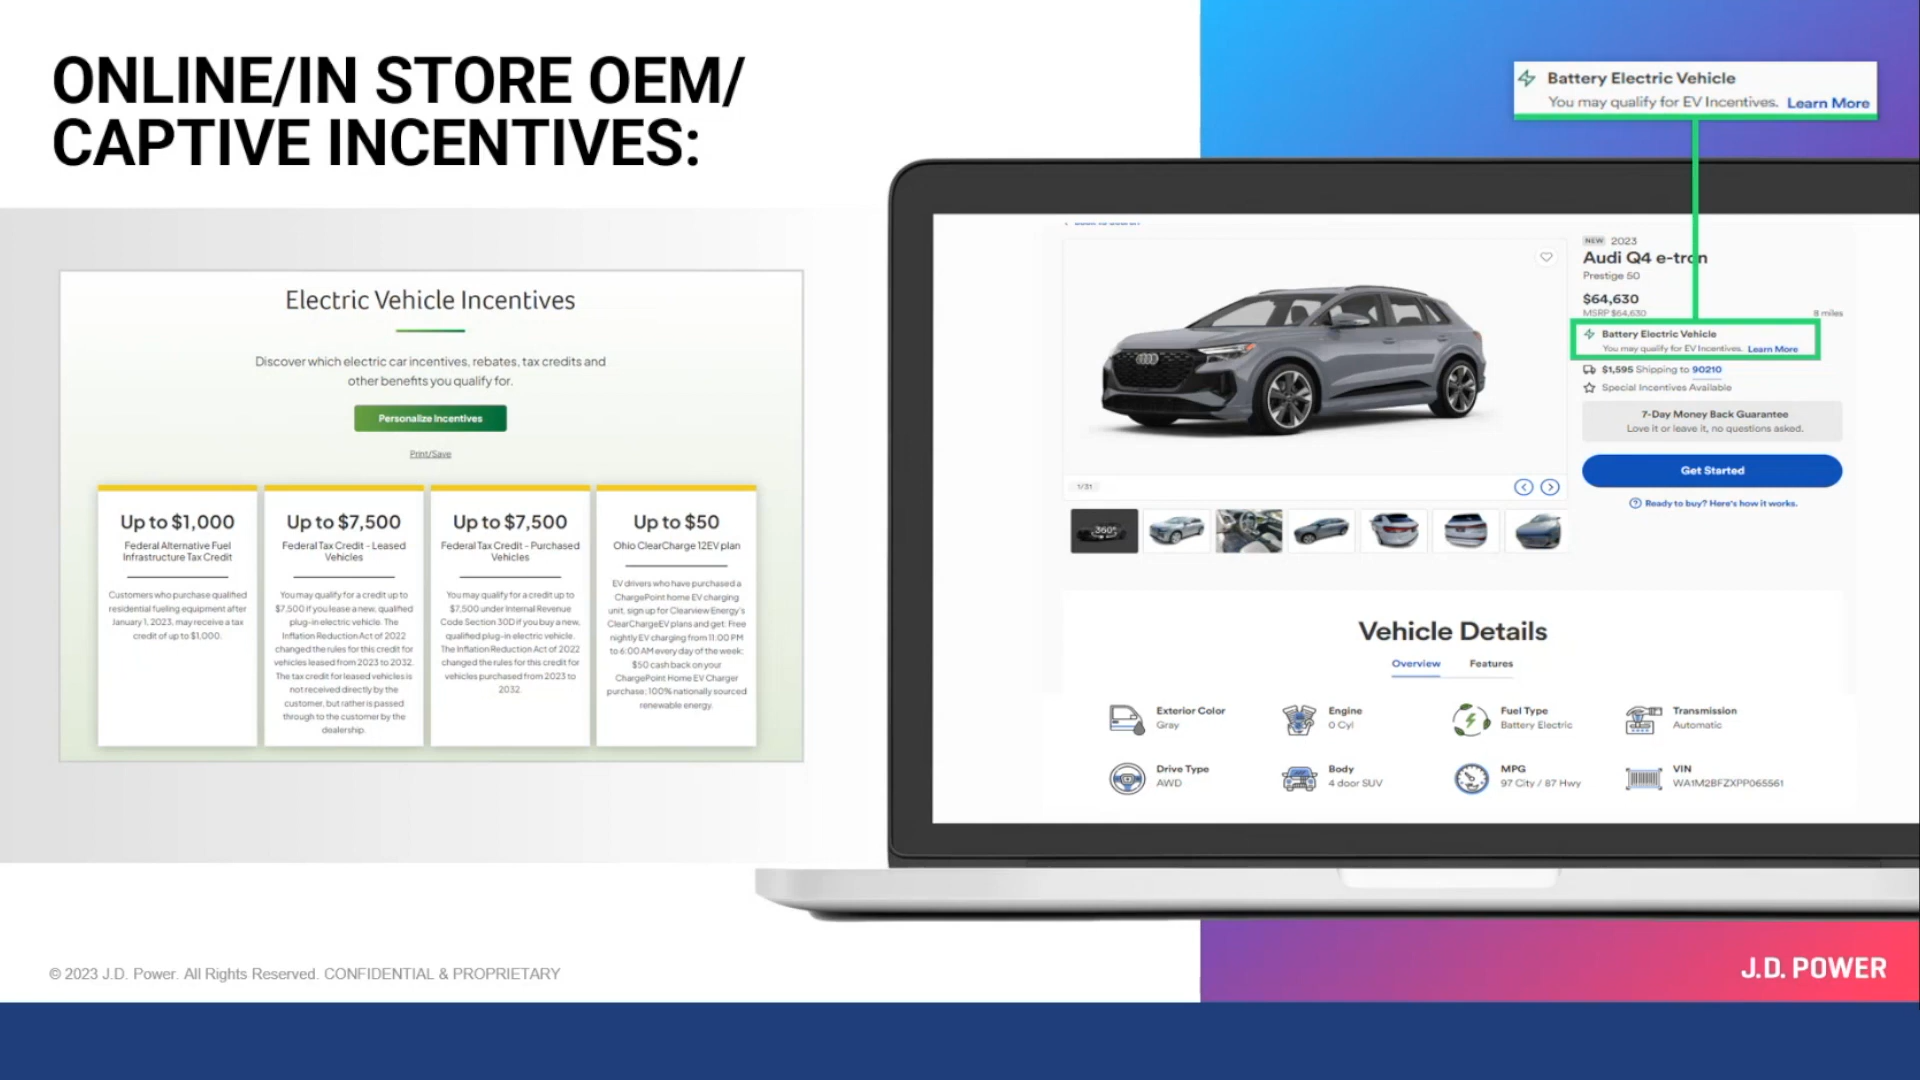 ONLINE/IN STORE OEM/
CAPTIVE INCENTIVES:
Electric Vehicle Incentives
Discover which electric car incentives, rebates, tax credits and
other benefits you qualify for.
Personalize Incentives
Print/Save
Up to $1,000
Federal Alternative Fuel
Infrastructure Tax Credit
Customers who purchase qualified
residential fueling equipment after
January 1, 2023, may receive a tax
credit of up to $1,000.
Up to $7,500
Federal Tax Credit - Leased
Vehicles
You may qualify for a credit up to
$7,500 if you lease a new, qualified
plug-in electric vehicle. The
Inflation Reduction Act of 2022
changed the rules for this credit for
vehicles leased from 2023 to 2032.
The tax credit for leased vehicles is
not received directly by the
customer, but rather is passed
through to the customer by the
dealership.
Up to $7,500
Federal Tax Credit - Purchased
Vehicles
You may qualify for a credit up to
$7,500 under Internal Revenue
Code Section 30D if you buy a new,
qualified plug-in electric vehicle.
The Inflation Reduction Act of 2022
changed the rules for this credit for
vehicles purchased from 2023 to
2032.
Up to $50
Ohio ClearCharge 12EV plan
EV drivers who have purchased a
ChargePoint home EV charging
unit, sign up for Clearview Energy's
ClearChargeEV plans and get: Free
nightly EV charging from 11:00 PM
to 6:00 AM every day of the week;
$50 cash back on your
ChargePoint Home EV Charger
purchase; 100% nationally sourced
renewable energy.
Battery Electric Vehicle
You may qualify for EV Incentives. Learn More
NEW 2023
Audi Q4 e-tron
Prestige 50
$64,630
MSRP $64,630
8 miles
Battery Electric Vehicle
You may qualify for EV Incentives. Learn More
$1,595 Shipping to 90210
Special Incentives Available
7-Day Money Back Guarantee
Love it or leave it, no questions asked.
Get Started
Ready to buy? Here's how it works.
1/31
360°
Vehicle Details
Overview Features
Exterior Color
Gray
Engine
0 Cyl
Fuel Type
Battery Electric
Transmission
Automatic
Drive Type
AWD
Body
4 door SUV
MPG
97 City / 87 Hwy
VIN
WA1M2BFZXPP065561
© 2023 J.D. Power. All Rights Reserved. CONFIDENTIAL & PROPRIETARY
J.D. POWER